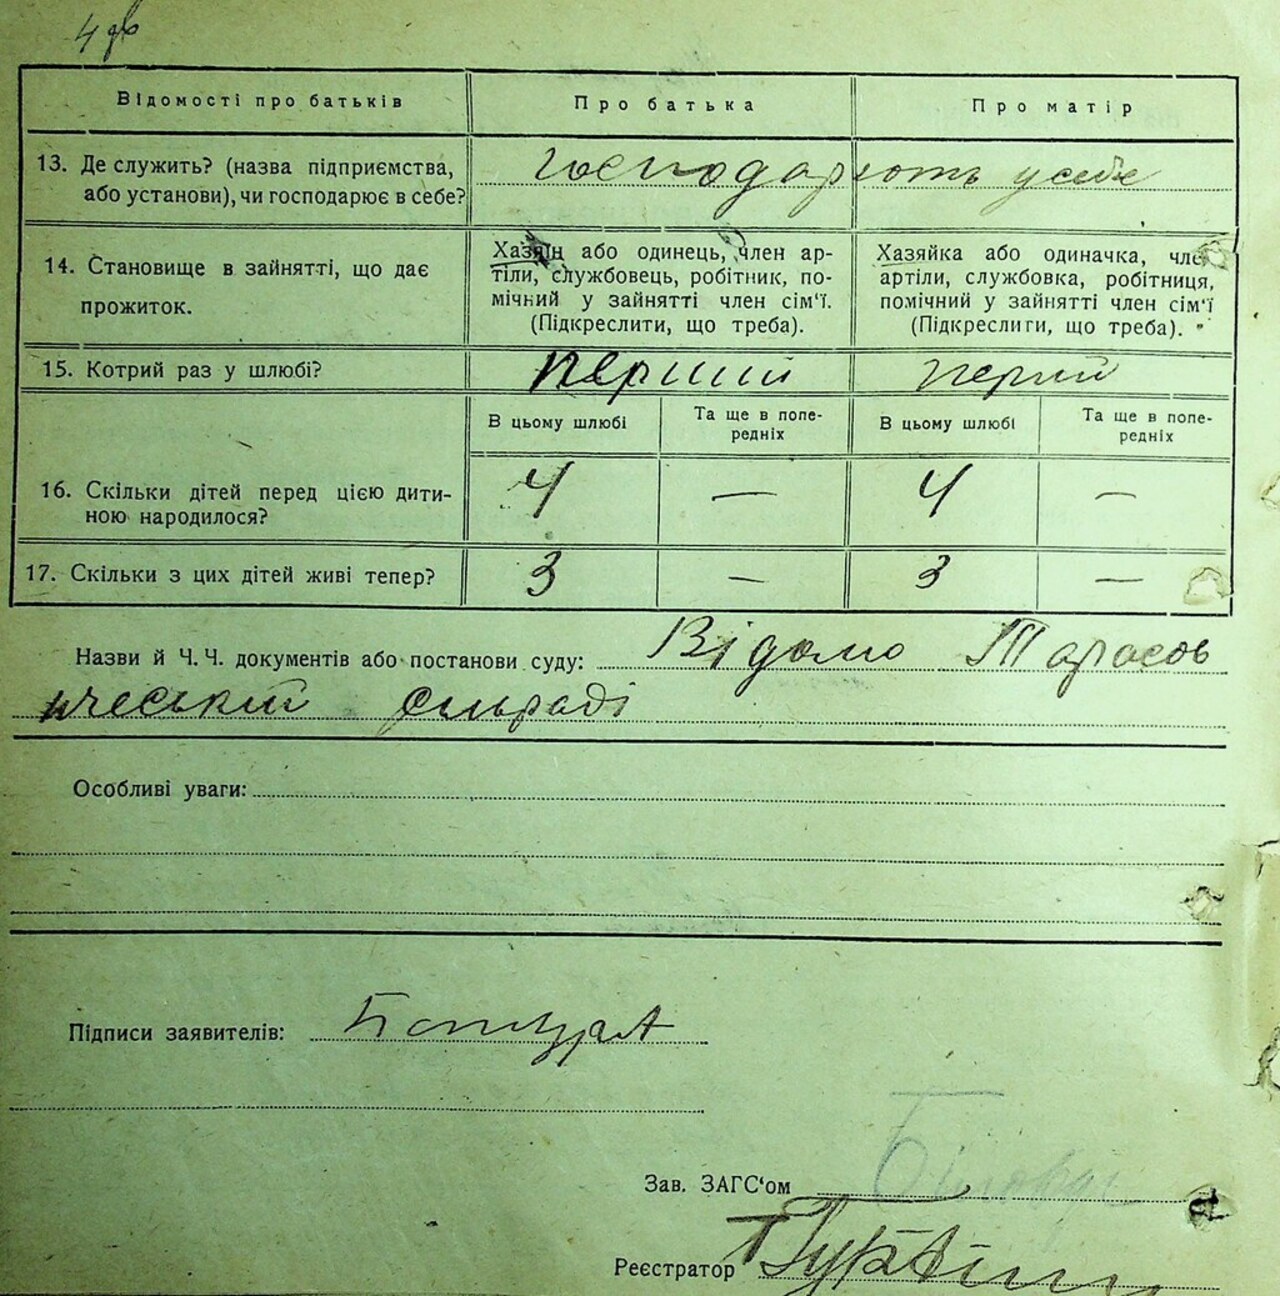 Відомості про батьків Про батька Про матір
13. Де служить? (назва підприємства, або установи), чи господарює в себе? господарюють у себе
14. Становище в зайнятті, що дає прожиток.
Хазяїн або одинець, член ар-
тіли, службовець, робітник, по-
мічний у зайнятті член сім'ї.
(Підкреслити, що треба).
Хазяйка або одиначка, член
артіли, службовка, робітниця,
помічний у зайнятті член сім'ї
(Підкреслити, що треба).
15. Котрий раз у шлюбі? перший перший
В цьому шлюбі Та ще в попе-
редніх В цьому шлюбі Та ще в попе-
редніх
16. Скільки дітей перед цією дити-
ною народилося? 4 — 4 —
17. Скільки з цих дітей живі тепер? 3 — 3 —
Назви й Ч. Ч. документів або постанови суду: Відомо Тарасов
ической сільраді
Особливі уваги:
Підписи заявителів:
Зав. ЗАГС'ом
Реєстратор